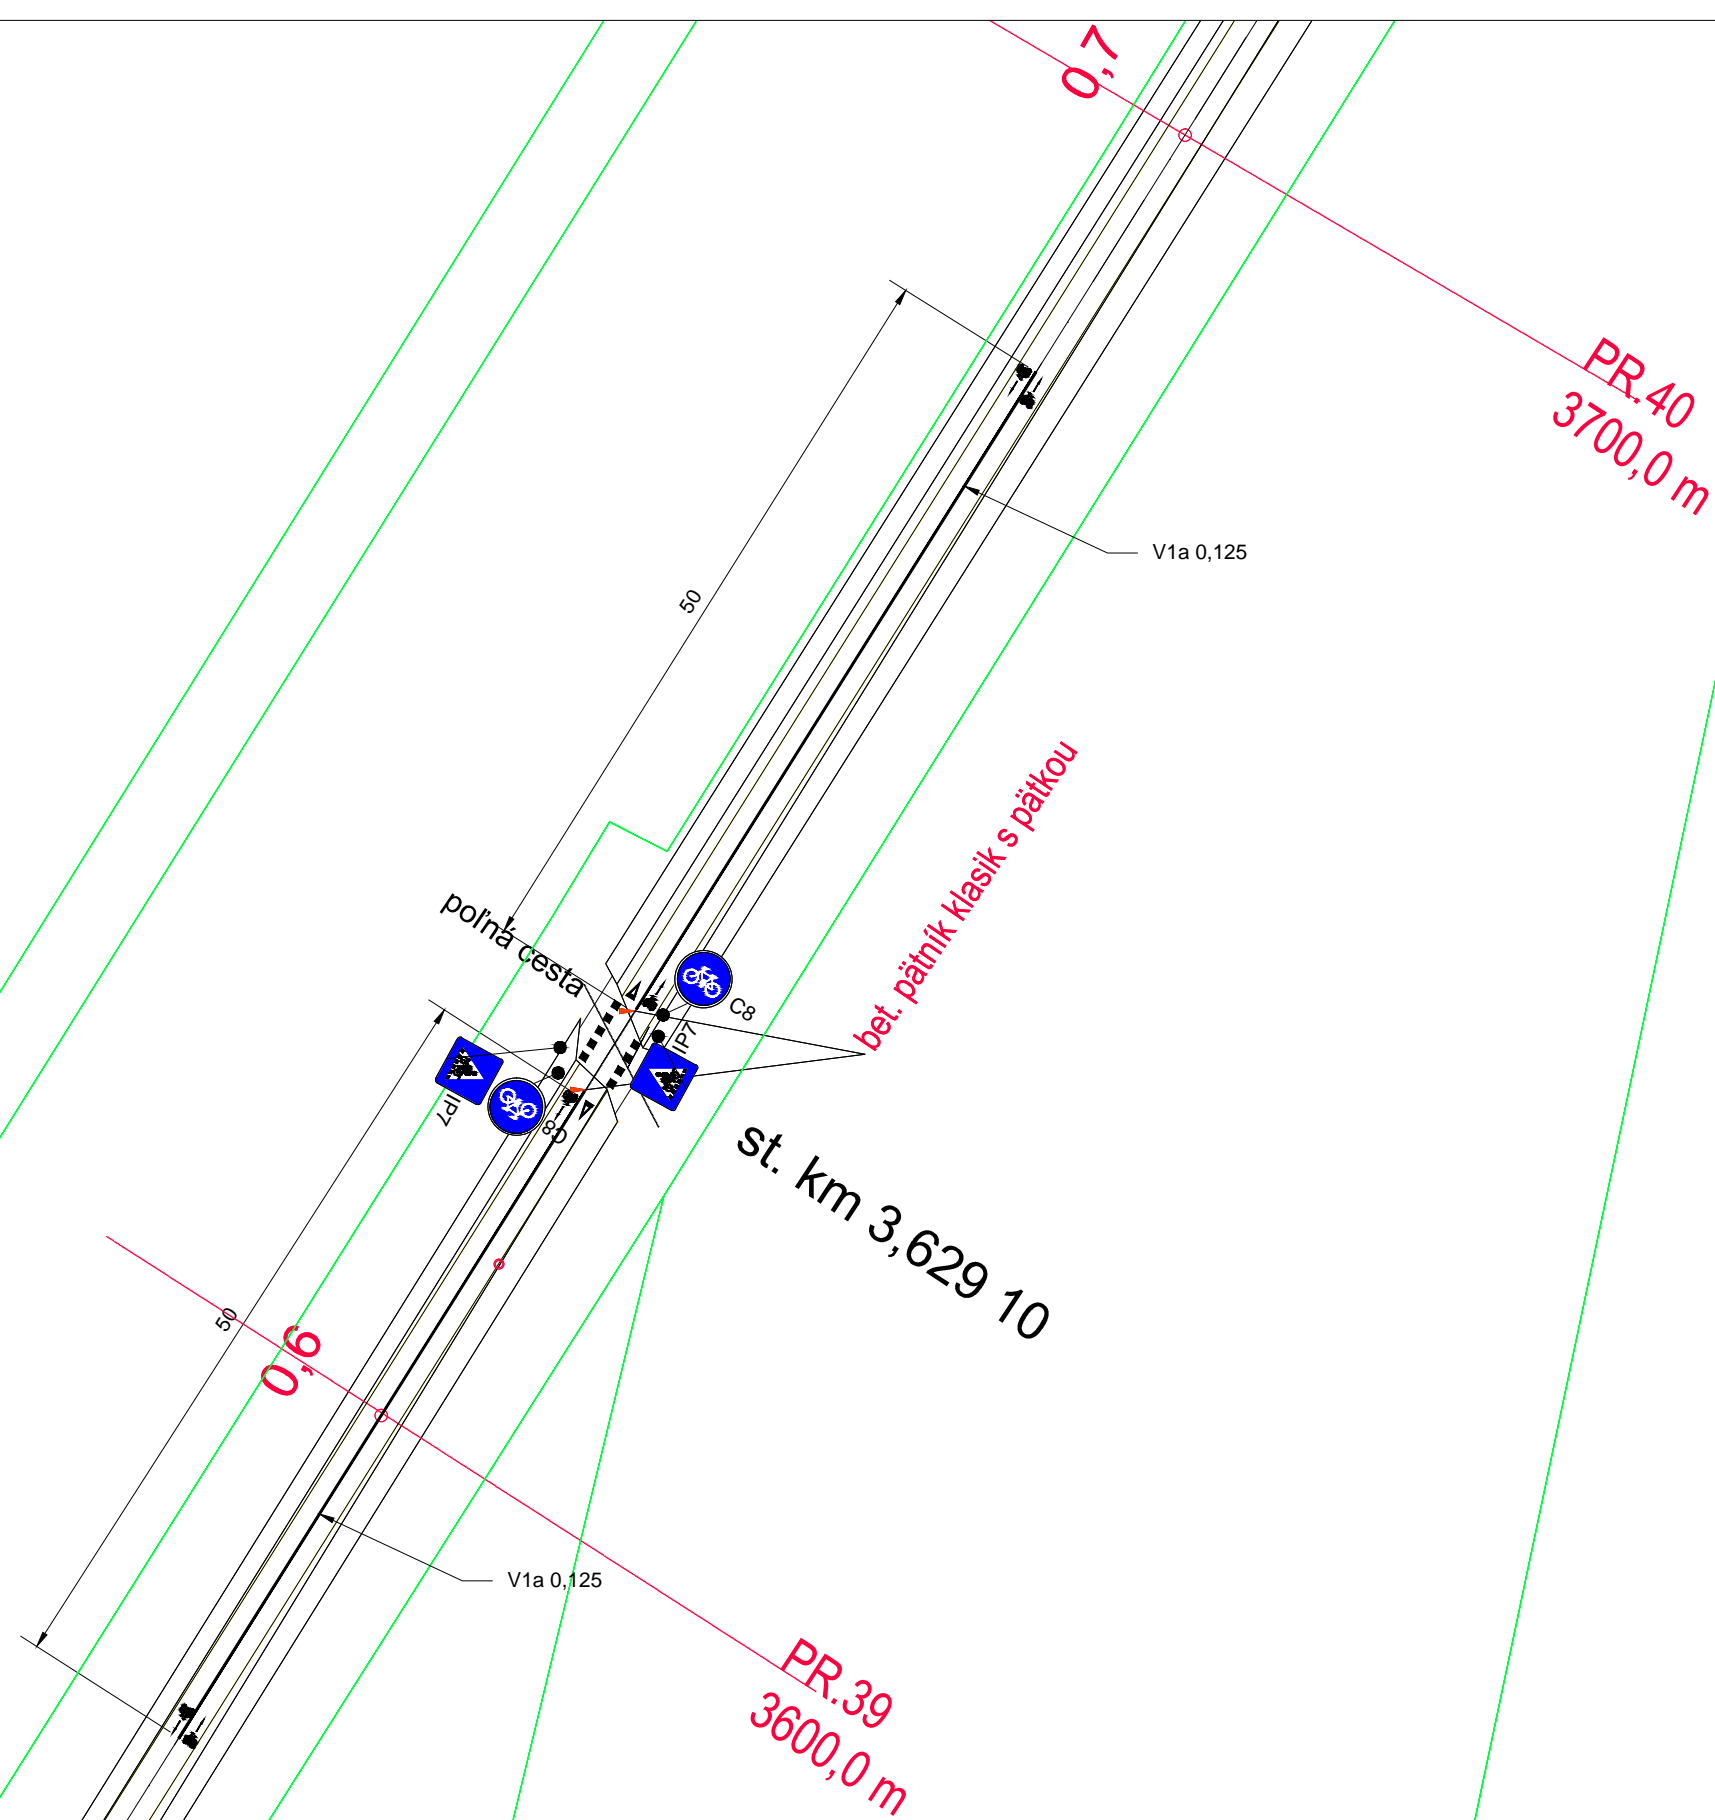 0,7
PR.40
3700,0 m
V1a 0,125
50
bet. pätník klasik s pätkou
poľná cesta
C8
IP7
IP7
C8
st. km 3,629 10
50
0,6
V1a 0,125
PR.39
3600,0 m